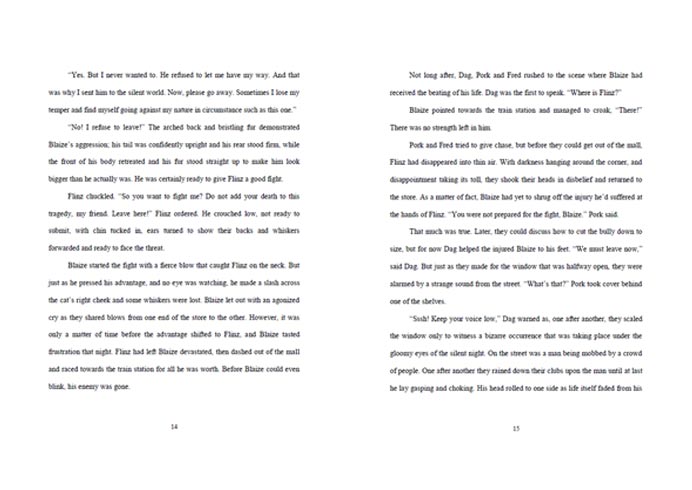 "Yes. But I never wanted to. He refused to let me have my way. And that
was why I sent him to the silent world. Now, please go away. Sometimes I lose my
temper and find myself going against my nature in circumstance such as this one."
"No! I refuse to leave!" The arched back and bristling fur demonstrated
Blaize's aggression; his tail was confidently upright and his rear stood firm, while
the front of his body retreated and his fur stood straight up to make him look
bigger than he actually was. He was certainly ready to give Flinz a good fight.
Flinz chuckled. "So you want to fight me? Do not add your death to this
tragedy, my friend. Leave here!" Flinz ordered. He crouched low, not ready to
submit, with chin tucked in, ears turned to show their backs and whiskers
forwarded and ready to face the threat.
Blaize started the fight with a fierce blow that caught Flinz on the neck. But
just as he pressed his advantage, and no eye was watching, he made a slash across
the cat's right cheek and some whiskers were lost. Blaize let out with an agonized
cry as they shared blows from one end of the store to the other. However, it was
only a matter of time before the advantage shifted to Flinz, and Blaize tasted
frustration that night. Flinz had left Blaize devastated, then dashed out of the mall
and raced towards the train station for all he was worth. Before Blaize could even
blink, his enemy was gone.
14
Not long after, Dag, Pork and Fred rushed to the scene where Blaize had
received the beating of his life. Dag was the first to speak. "Where is Flinz?"
Blaize pointed towards the train station and managed to croak, "There!"
There was no strength left in him.
Pork and Fred tried to give chase, but before they could get out of the mall,
Flinz had disappeared into thin air. With darkness hanging around the corner, and
disappointment taking its toll, they shook their heads in disbelief and returned to
the store. As a matter of fact, Blaize had yet to shrug off the injury he'd suffered at
the hands of Flinz. "You were not prepared for the fight, Blaize." Pork said.
That much was true. Later, they could discuss how to cut the bully down to
size, but for now Dag helped the injured Blaize to his feet. "We must leave now,"
said Dag. But just as they made for the window that was halfway open, they were
alarmed by a strange sound from the street. "What's that?" Pork took cover behind
one of the shelves.
"Sssh! Keep your voice low," Dag warned as, one after another, they scaled
the window only to witness a bizarre occurrence that was taking place under the
gloomy eyes of the silent night. On the street was a man being mobbed by a crowd
of people. One after another they rained down their clubs upon the man until at last
he lay gasping and choking. His head rolled to one side as life itself faded from his
15